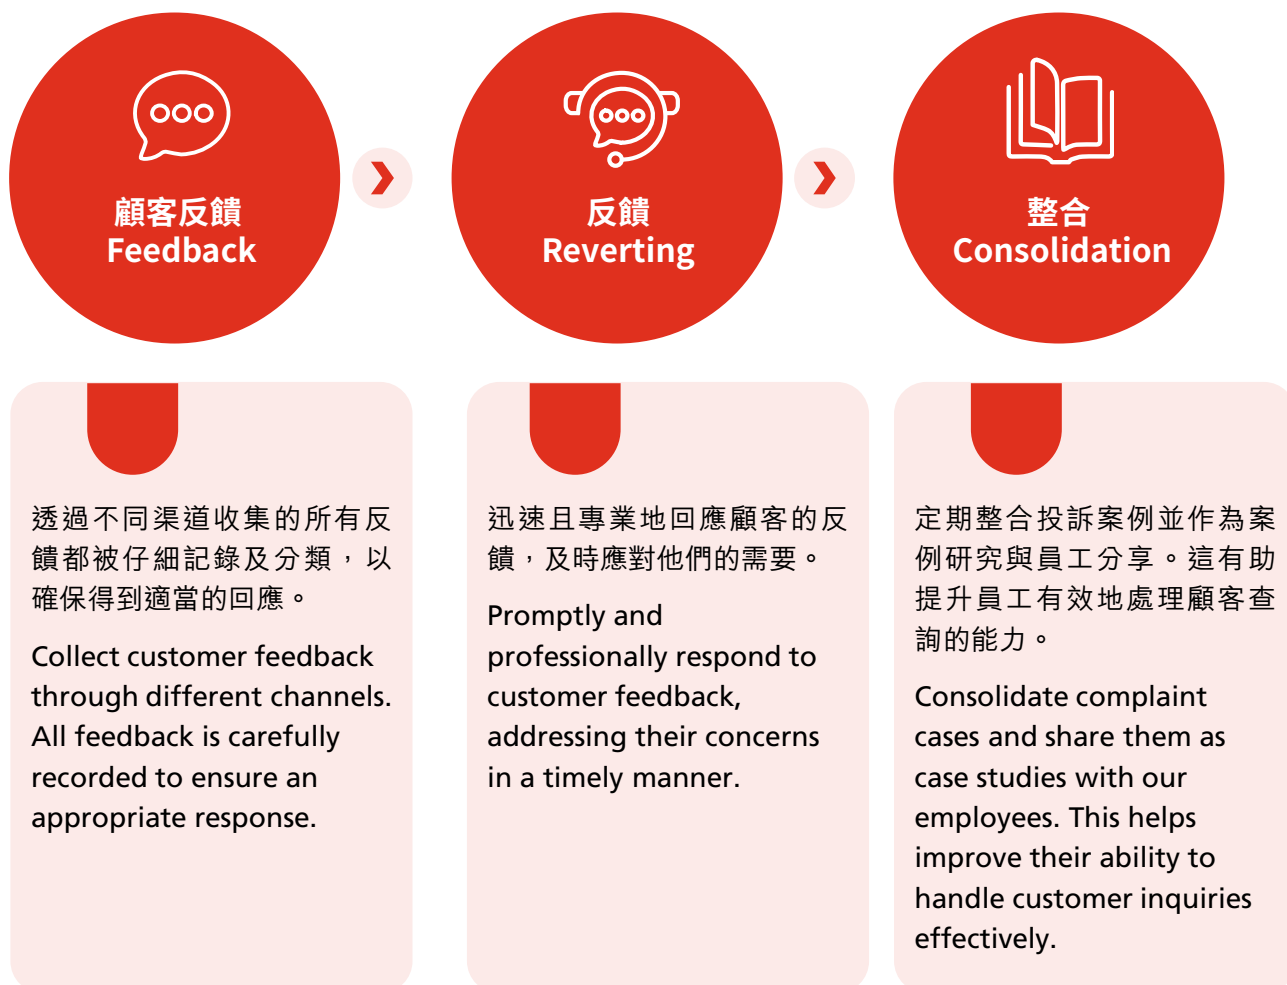 顧客反饋
Feedback
反饋
Reverting
整合
Consolidation
透過不同渠道收集的所有反
饋都被仔細記錄及分類，以
確保得到適當的回應。
Collect customer feedback
through different channels.
All feedback is carefully
recorded to ensure an
appropriate response.
迅速且專業地回應顧客的反
饋，及時應對他們的需要。
Promptly and
professionally respond to
customer feedback,
addressing their concerns
in a timely manner.
定期整合投訴案例並作為案
例研究與員工分享。這有助
提升員工有效地處理顧客查
詢的能力。
Consolidate complaint
cases and share them as
case studies with our
employees. This helps
improve their ability to
handle customer inquiries
effectively.